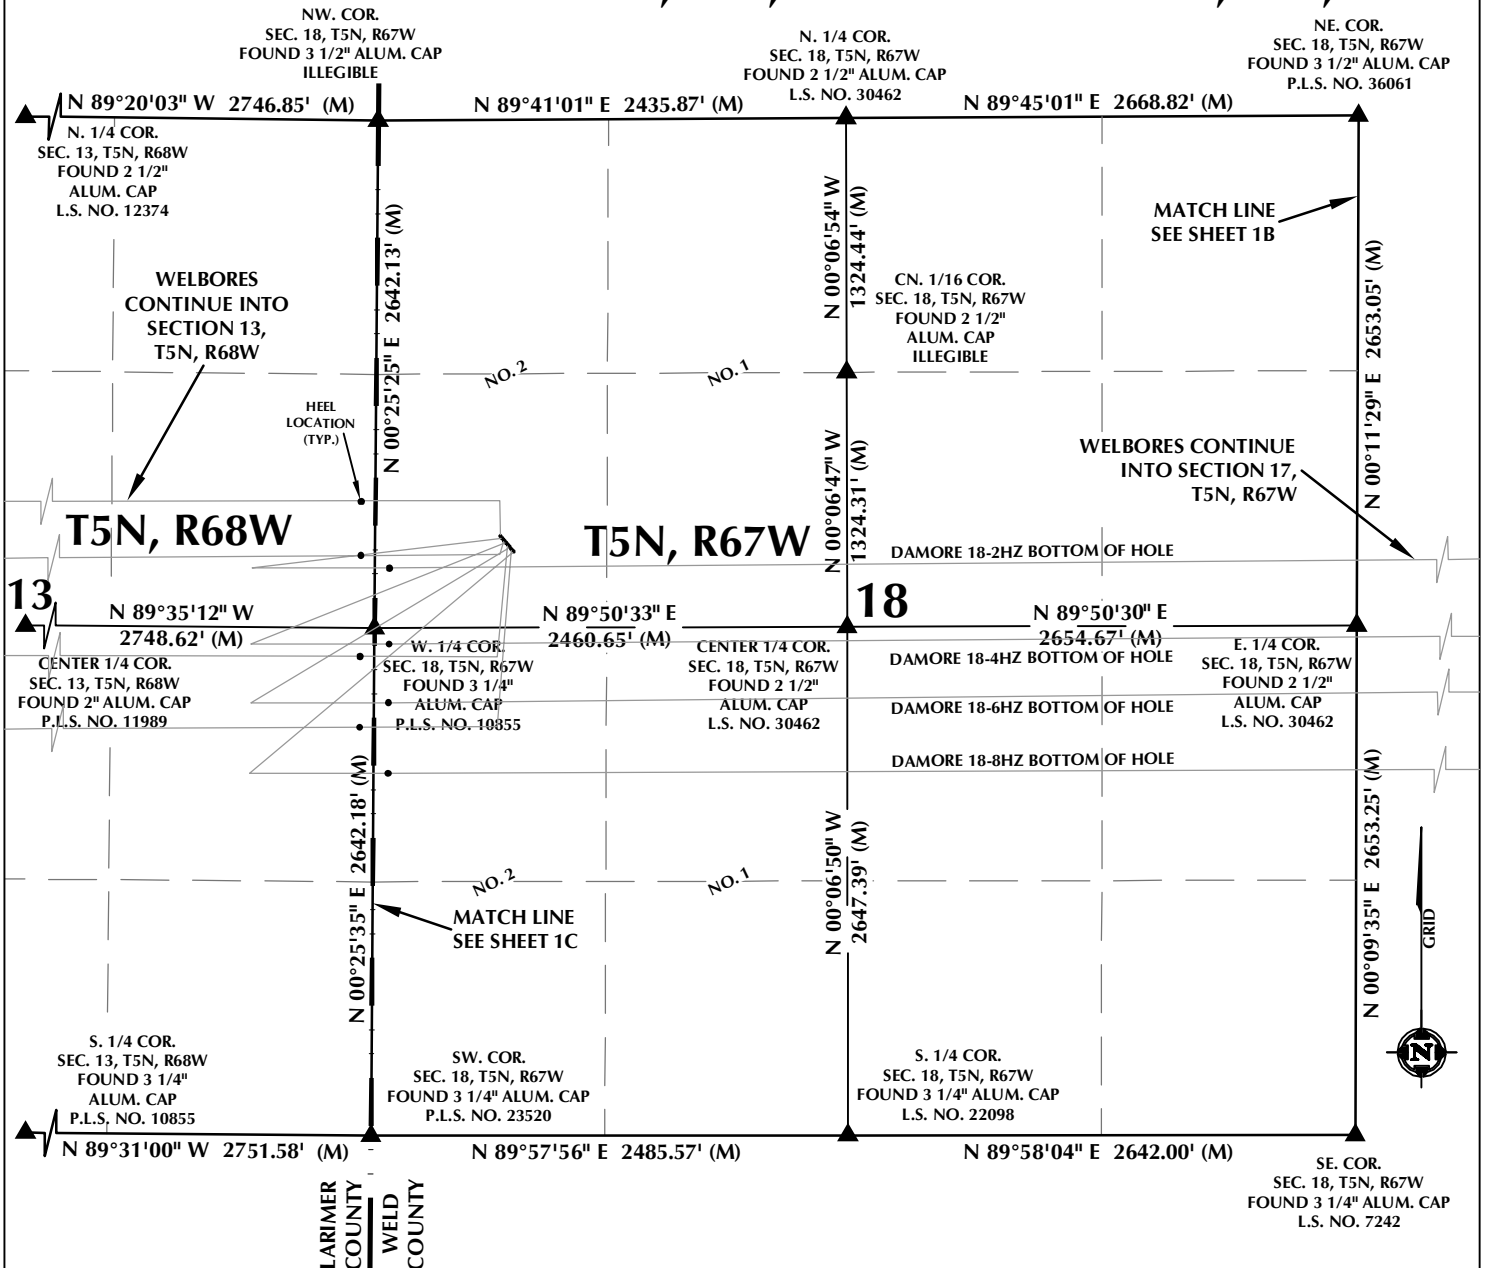 NW. COR.
SEC. 18, T5N, R67W
FOUND 3 1/2" ALUM. CAP
ILLEGIBLE
N. 1/4 COR.
SEC. 18, T5N, R67W
FOUND 2 1/2" ALUM. CAP
L.S. NO. 30462
NE. COR.
SEC. 18, T5N, R67W
FOUND 3 1/2" ALUM. CAP
P.L.S. NO. 36061
N 89°20'03" W 2746.85' (M)
N 89°41'01" E 2435.87' (M)
N 89°45'01" E 2668.82' (M)
N. 1/4 COR.
SEC. 13, T5N, R68W
FOUND 2 1/2"
ALUM. CAP
L.S. NO. 12374
N 00°25'25" E 2642.13' (M)
N 00°06'54" W
1324.44' (M)
MATCH LINE
SEE SHEET 1B
N 00°11'29" E 2653.05' (M)
WELBORES
CONTINUE INTO
SECTION 13,
T5N, R68W
CN. 1/16 COR.
SEC. 18, T5N, R67W
FOUND 2 1/2"
ALUM. CAP
ILLEGIBLE
NO. 2
NO. 1
HEEL
LOCATION
(TYP.)
N 00°06'47" W
1324.31' (M)
WELBORES CONTINUE
INTO SECTION 17,
T5N, R67W
T5N, R68W
T5N, R67W
DAMORE 18-2HZ BOTTOM OF HOLE
13
18
N 89°35'12" W
2748.62' (M)
N 89°50'33" E
2460.65' (M)
N 89°50'30" E
2654.67' (M)
CENTER 1/4 COR.
SEC. 13, T5N, R68W
FOUND 2" ALUM. CAP
P.L.S. NO. 11989
W. 1/4 COR.
SEC. 18, T5N, R67W
FOUND 3 1/4"
ALUM. CAP
P.L.S. NO. 10855
CENTER 1/4 COR.
SEC. 18, T5N, R67W
FOUND 2 1/2"
ALUM. CAP
L.S. NO. 30462
DAMORE 18-4HZ BOTTOM OF HOLE
DAMORE 18-6HZ BOTTOM OF HOLE
DAMORE 18-8HZ BOTTOM OF HOLE
E. 1/4 COR.
SEC. 18, T5N, R67W
FOUND 2 1/2"
ALUM. CAP
L.S. NO. 30462
N 00°25'35" E 2642.18' (M)
N 00°06'50" W
2647.39' (M)
N 00°09'35" E 2653.25' (M)
NO. 2
NO. 1
MATCH LINE
SEE SHEET 1C
GRID
N
S. 1/4 COR.
SEC. 13, T5N, R68W
FOUND 3 1/4"
ALUM. CAP
P.L.S. NO. 10855
SW. COR.
SEC. 18, T5N, R67W
FOUND 3 1/4" ALUM. CAP
P.L.S. NO. 23520
S. 1/4 COR.
SEC. 18, T5N, R67W
FOUND 3 1/4" ALUM. CAP
L.S. NO. 22098
N 89°31'00" W 2751.58' (M)
N 89°57'56" E 2485.57' (M)
N 89°58'04" E 2642.00' (M)
SE. COR.
SEC. 18, T5N, R67W
FOUND 3 1/4" ALUM. CAP
L.S. NO. 7242
LARIMER
COUNTY
WELD
COUNTY